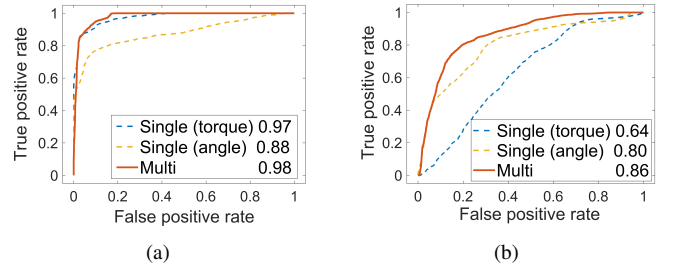 True positive rate
1
0.8
0.6
0.4
0.2
0
Single (torque) 0.97
Single (angle) 0.88
Multi 0.98
0 0.2 0.4 0.6 0.8 1
False positive rate
(a)
True positive rate
1
0.8
0.6
0.4
0.2
0
Single (torque) 0.64
Single (angle) 0.80
Multi 0.86
0 0.2 0.4 0.6 0.8 1
False positive rate
(b)